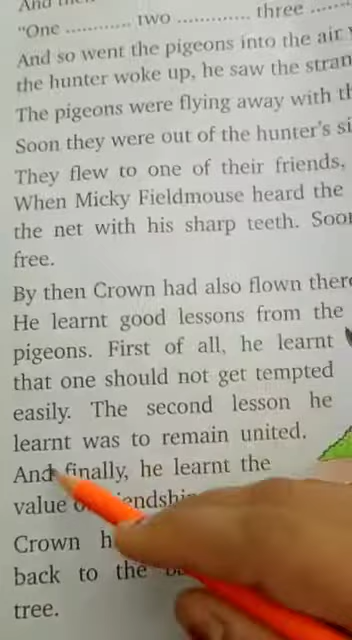 And
"One ............ two ............. three .......
And so went the pigeons into the air
the hunter woke up, he saw the
The pigeons were flying away with
Soon they were out of the hunter's
They flew to one of their friends,
When Micky Fieldmouse heard the
the net with his sharp teeth.
free.
By then Crown had also flown
He learnt good lessons from the
pigeons. First of all, he learnt
that one should not get tempted
easily. The second lesson he
learnt was to remain united.
And finally, he learnt the
value
Crown
back to the
tree.